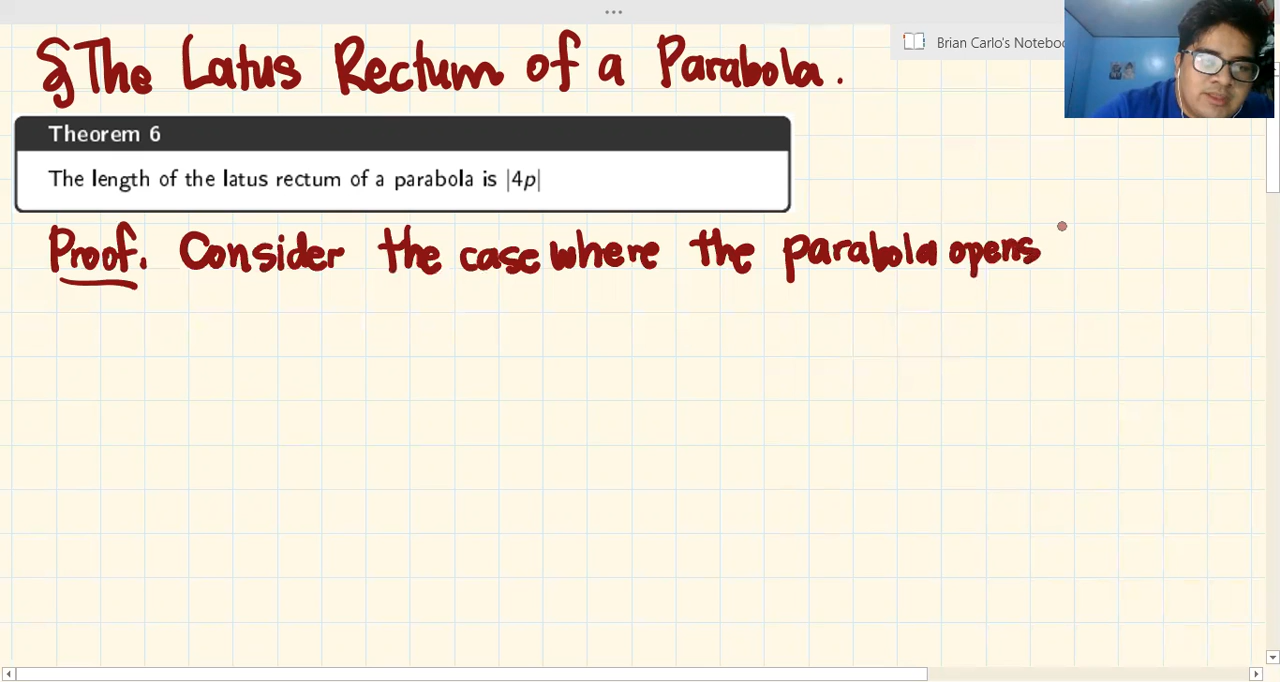 Brian Carlo's Noteboo
§ The Latus Rectum of a Parabola.
Theorem 6
The length of the latus rectum of a parabola is |4p|
Proof. Consider the case where the parabola opens